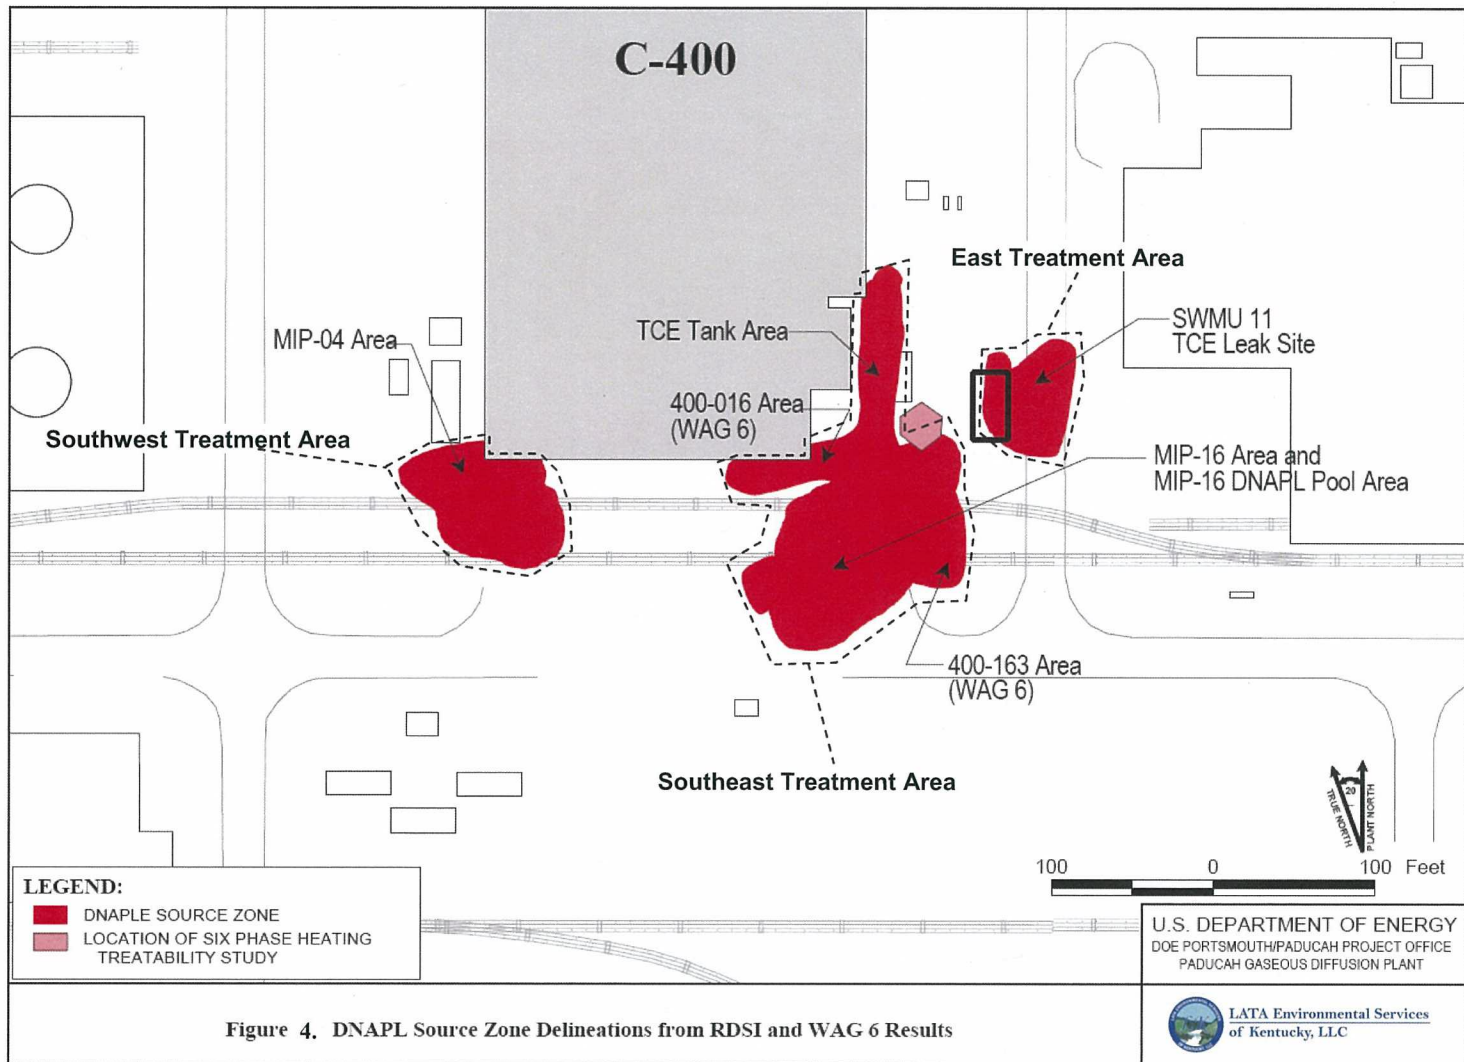 C-400
East Treatment Area
SWMU 11
TCE Leak Site
TCE Tank Area
MIP-04 Area
400-016 Area
(WAG 6)
Southwest Treatment Area
MIP-16 Area and
MIP-16 DNAPL Pool Area
400-163 Area
(WAG 6)
Southeast Treatment Area
20
TRUE NORTH
PLANT NORTH
100 0 100 Feet
LEGEND:
DNAPLE SOURCE ZONE
LOCATION OF SIX PHASE HEATING
TREATABILITY STUDY
U.S. DEPARTMENT OF ENERGY
DOE PORTSMOUTH/PADUCAH PROJECT OFFICE
PADUCAH GASEOUS DIFFUSION PLANT
Figure 4. DNAPL Source Zone Delineations from RDSI and WAG 6 Results
LATA Environmental Services
of Kentucky, LLC